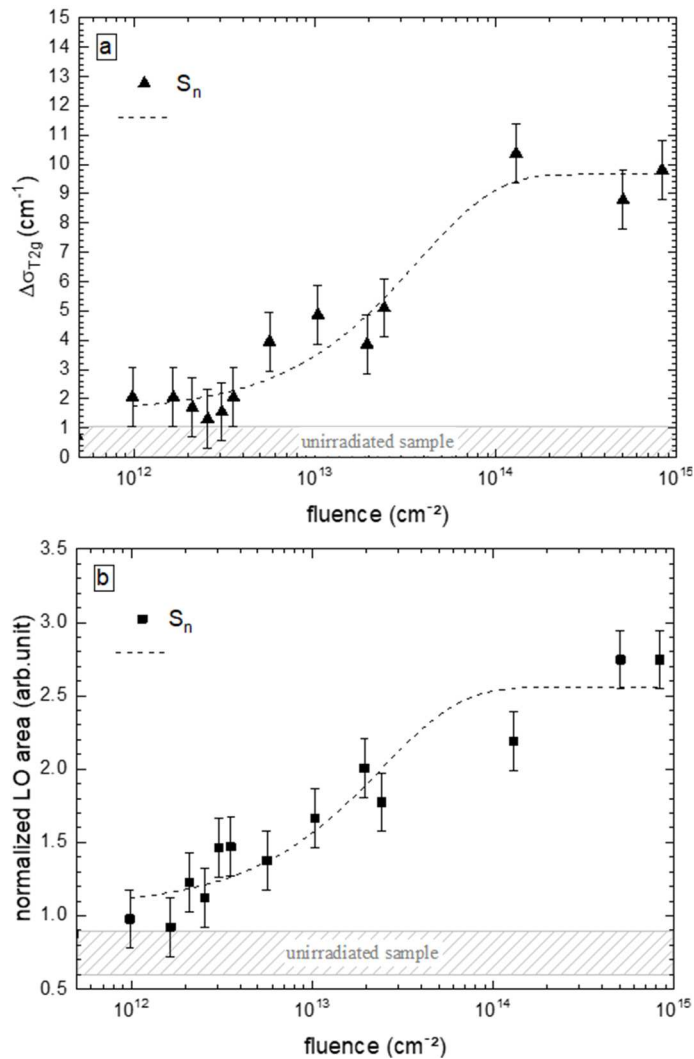 a
15
14
13
12
11
10
9
8
7
6
5
4
3
2
1
0
Δσ_T2g (cm⁻¹)
Sₙ
unirradiated sample
10¹² 10¹³ 10¹⁴ 10¹⁵
fluence (cm⁻²)
b
3.5
3.0
2.5
2.0
1.5
1.0
0.5
normalized LO area (arb.unit)
Sₙ
unirradiated sample
10¹² 10¹³ 10¹⁴ 10¹⁵
fluence (cm⁻²)